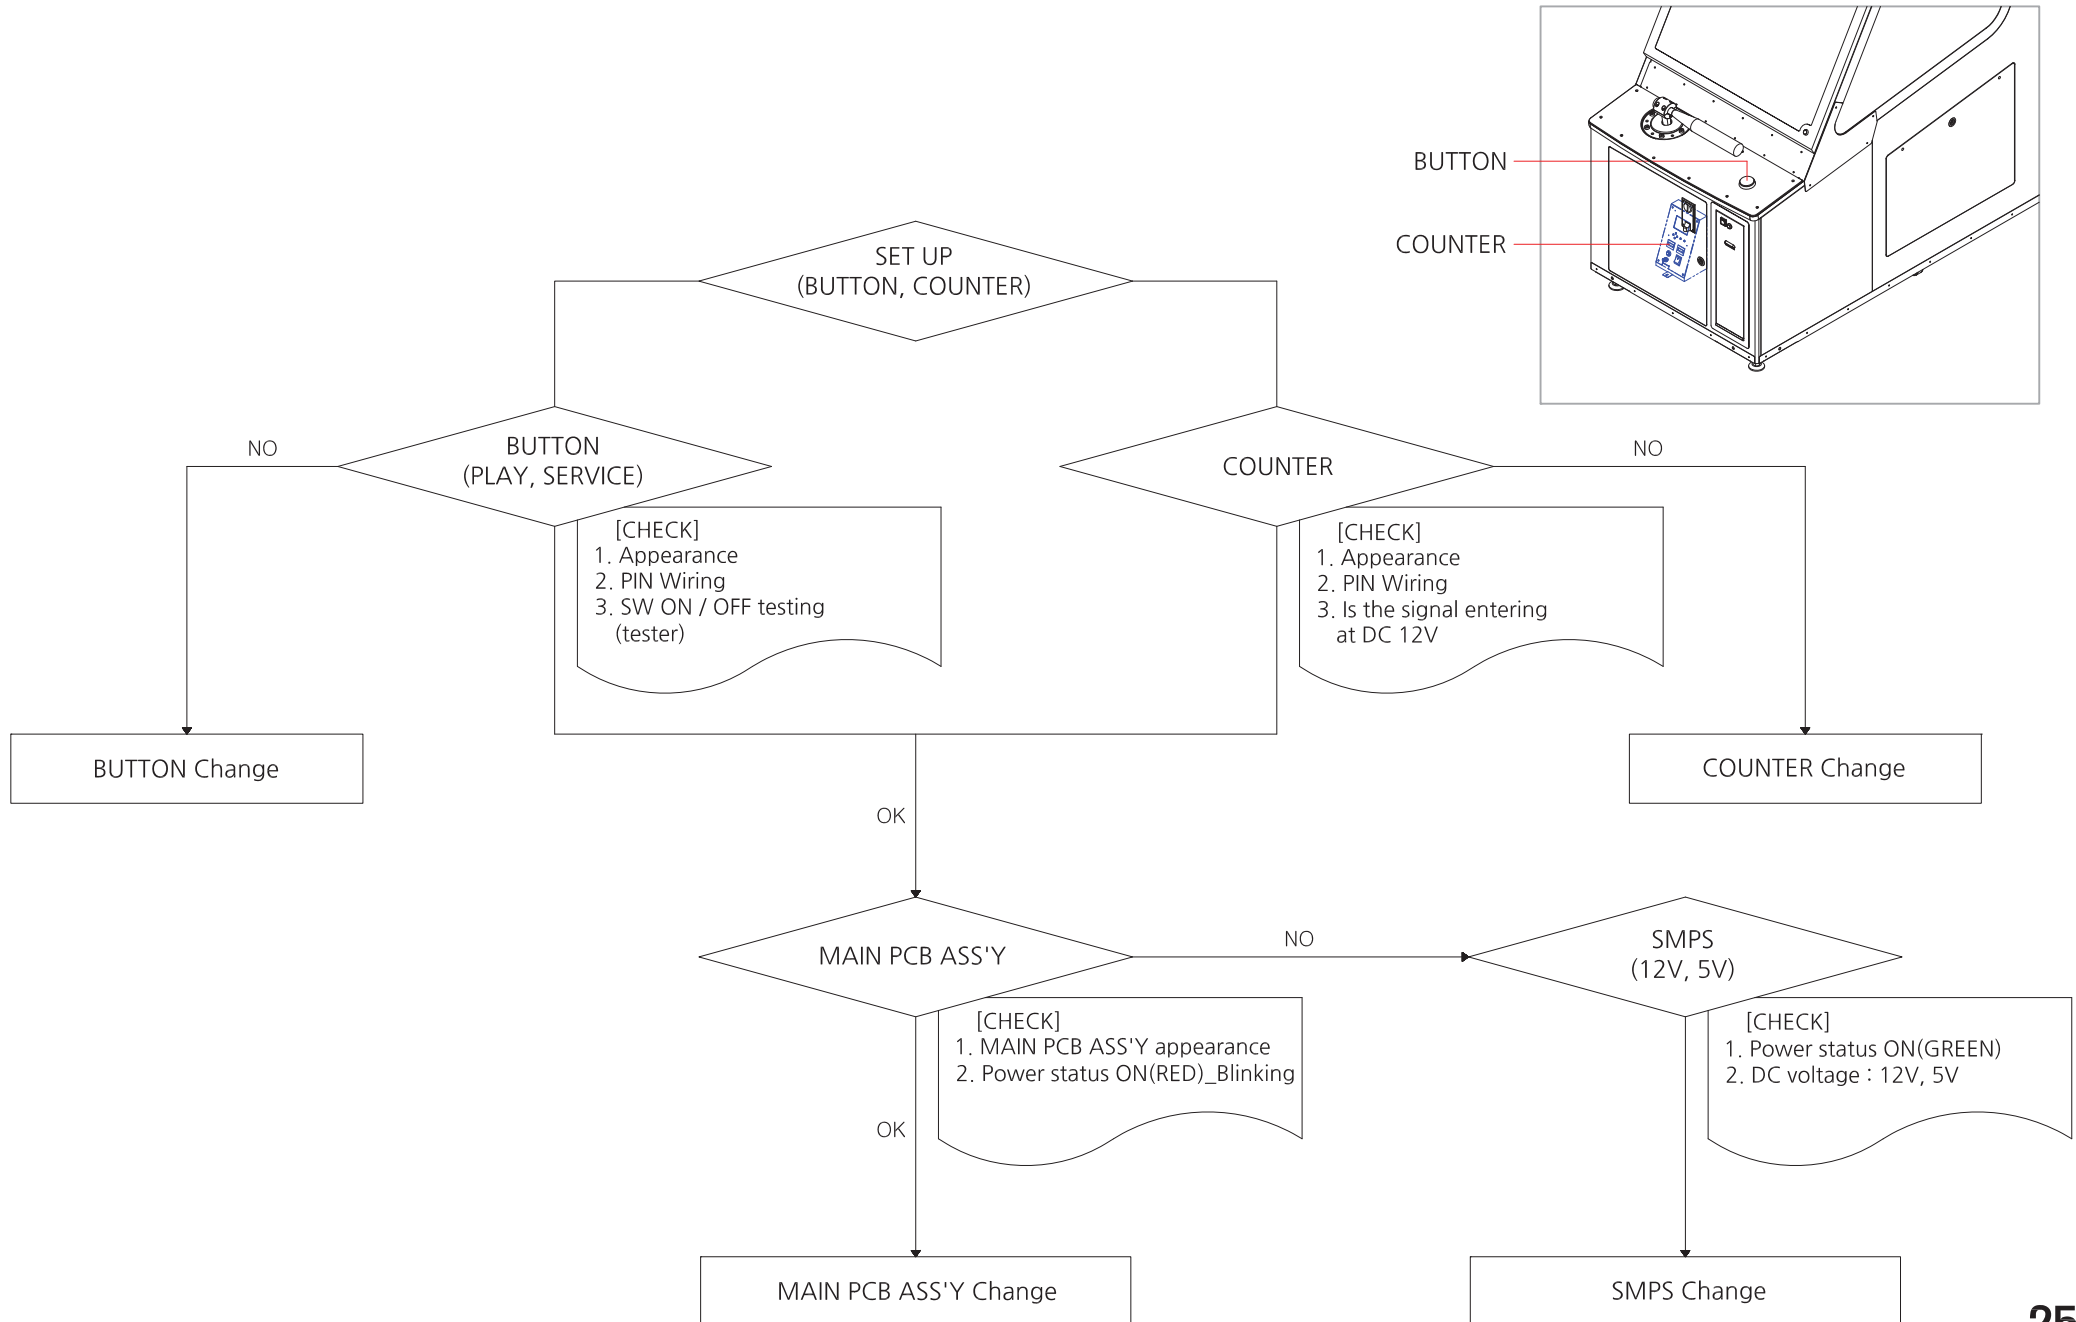 BUTTON
COUNTER
SET UP
(BUTTON, COUNTER)
NO
BUTTON
(PLAY, SERVICE)
[CHECK]
1. Appearance
2. PIN Wiring
3. SW ON / OFF testing
(tester)
COUNTER
NO
[CHECK]
1. Appearance
2. PIN Wiring
3. Is the signal entering
at DC 12V
BUTTON Change
COUNTER Change
OK
MAIN PCB ASS'Y
NO
SMPS
(12V, 5V)
[CHECK]
1. MAIN PCB ASS'Y appearance
2. Power status ON(RED)_Blinking
[CHECK]
1. Power status ON(GREEN)
2. DC voltage : 12V, 5V
OK
MAIN PCB ASS'Y Change
SMPS Change
25